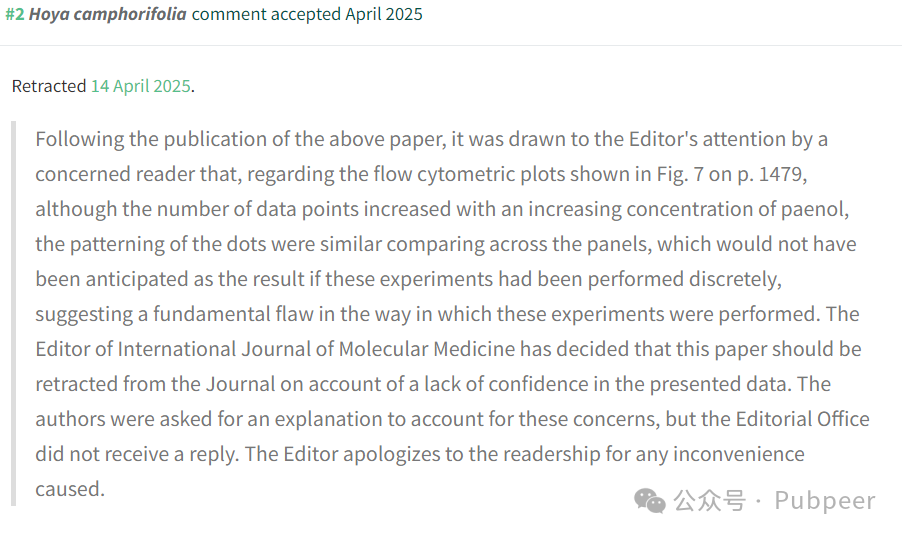 #2 Hoya camphorifolia comment accepted April 2025
Retracted 14 April 2025.
Following the publication of the above paper, it was drawn to the Editor's attention by a
concerned reader that, regarding the flow cytometric plots shown in Fig. 7 on p. 1479,
although the number of data points increased with an increasing concentration of paenol,
the patterning of the dots were similar comparing across the panels, which would not have
been anticipated as the result if these experiments had been performed discretely,
suggesting a fundamental flaw in the way in which these experiments were performed. The
Editor of International Journal of Molecular Medicine has decided that this paper should be
retracted from the Journal on account of a lack of confidence in the presented data. The
authors were asked for an explanation to account for these concerns, but the Editorial Office
did not receive a reply. The Editor apologizes to the readership for any inconvenience
caused.
公众号 · Pubpeer